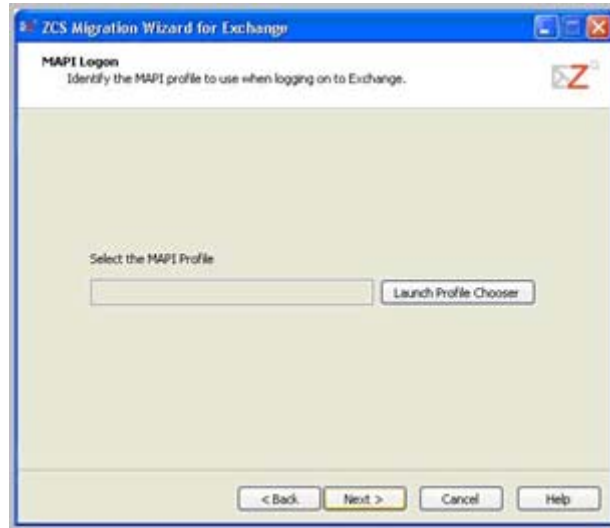 ZCS Migration Wizard for Exchange
MAPI Logon
Identify the MAPI profile to use when logging on to Exchange.
Z
Select the MAPI Profile
Launch Profile Chooser
< Back Next > Cancel Help